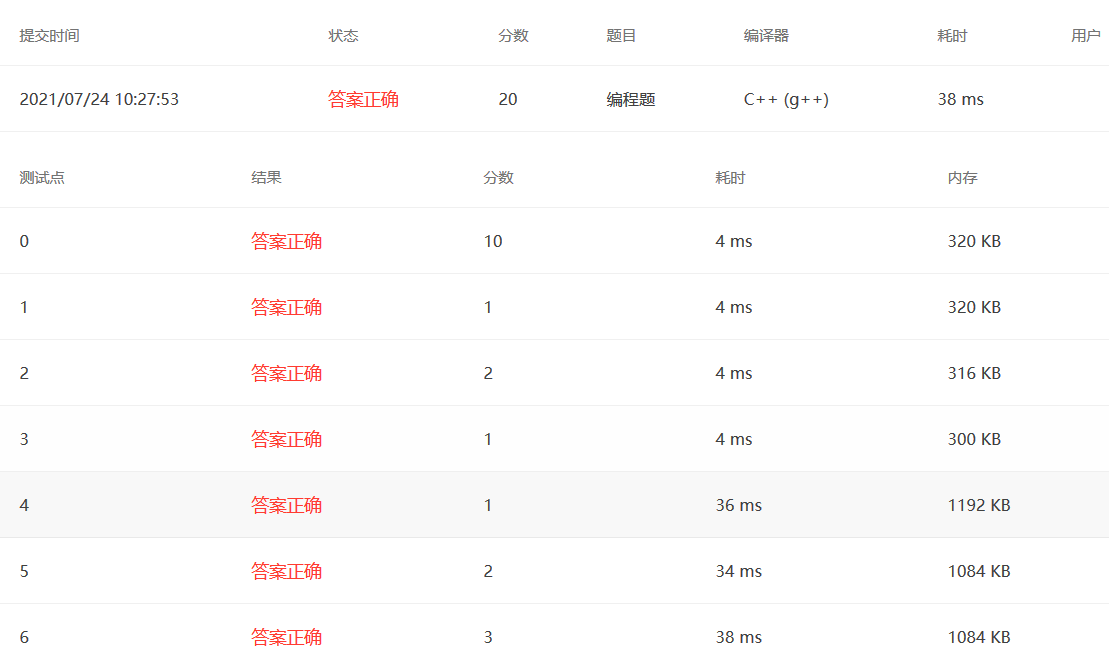 提交时间 状态 分数 题目 编译器 耗时 用户
2021/07/24 10:27:53 答案正确 20 编程题 C++ (g++) 38 ms
测试点 结果 分数 耗时 内存
0 答案正确 10 4 ms 320 KB
1 答案正确 1 4 ms 320 KB
2 答案正确 2 4 ms 316 KB
3 答案正确 1 4 ms 300 KB
4 答案正确 1 36 ms 1192 KB
5 答案正确 2 34 ms 1084 KB
6 答案正确 3 38 ms 1084 KB